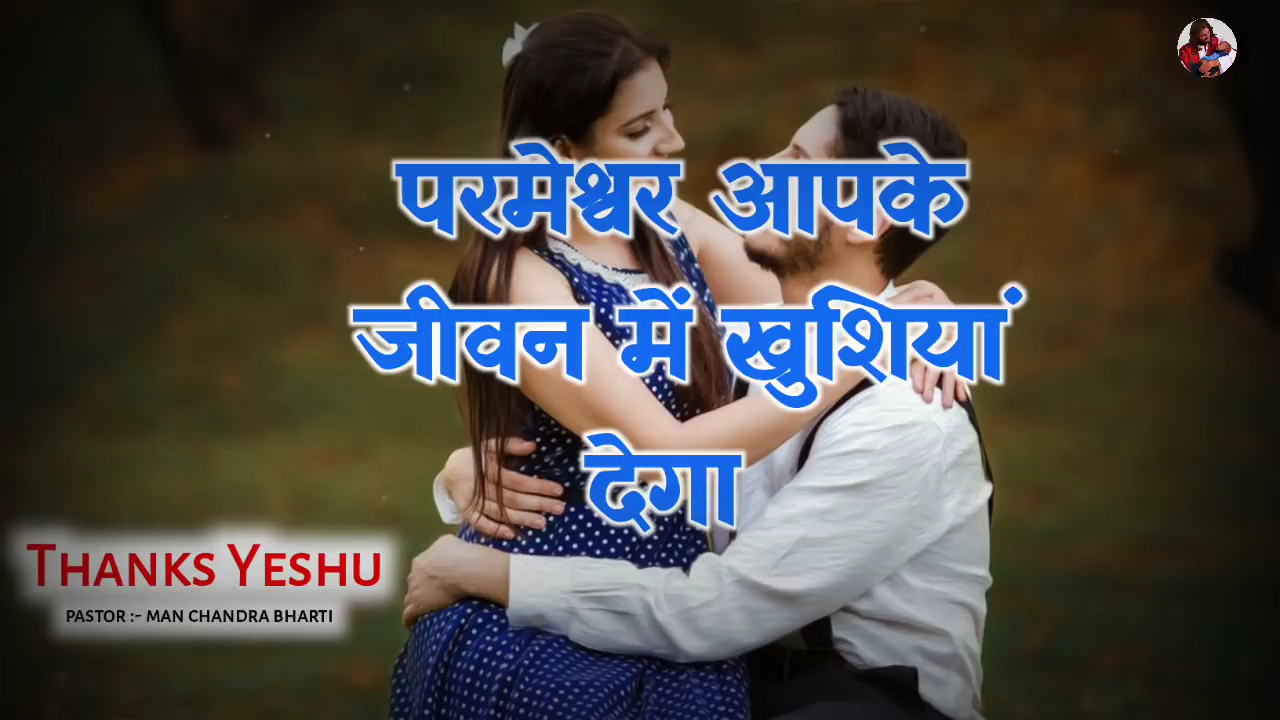 परमेश्वर आपके
जीवन में खुशियां
देगा
THANKS YESHU
PASTOR :- MAN CHANDRA BHARTI